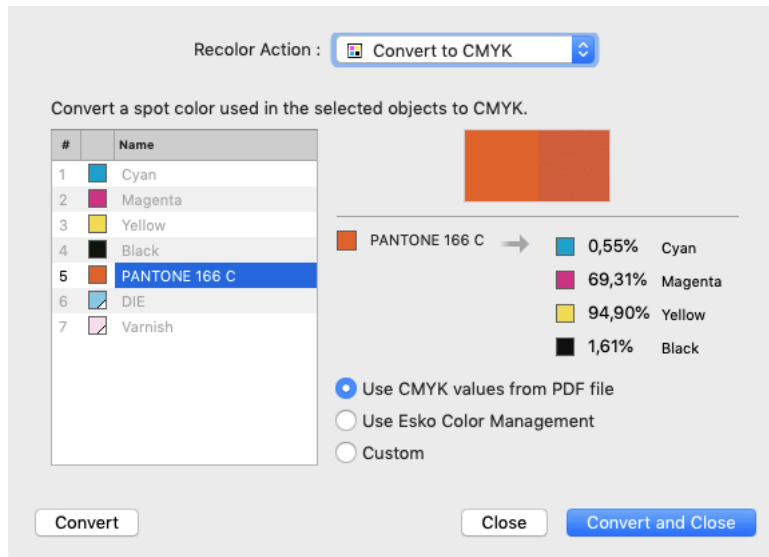 Recolor Action :
Convert to CMYK
Convert a spot color used in the selected objects to CMYK.
# Name
1 Cyan
2 Magenta
3 Yellow
4 Black
5 PANTONE 166 C
6 DIE
7 Varnish
PANTONE 166 C
0,55% Cyan
69,31% Magenta
94,90% Yellow
1,61% Black
Use CMYK values from PDF file
Use Esko Color Management
Custom
Convert
Close
Convert and Close